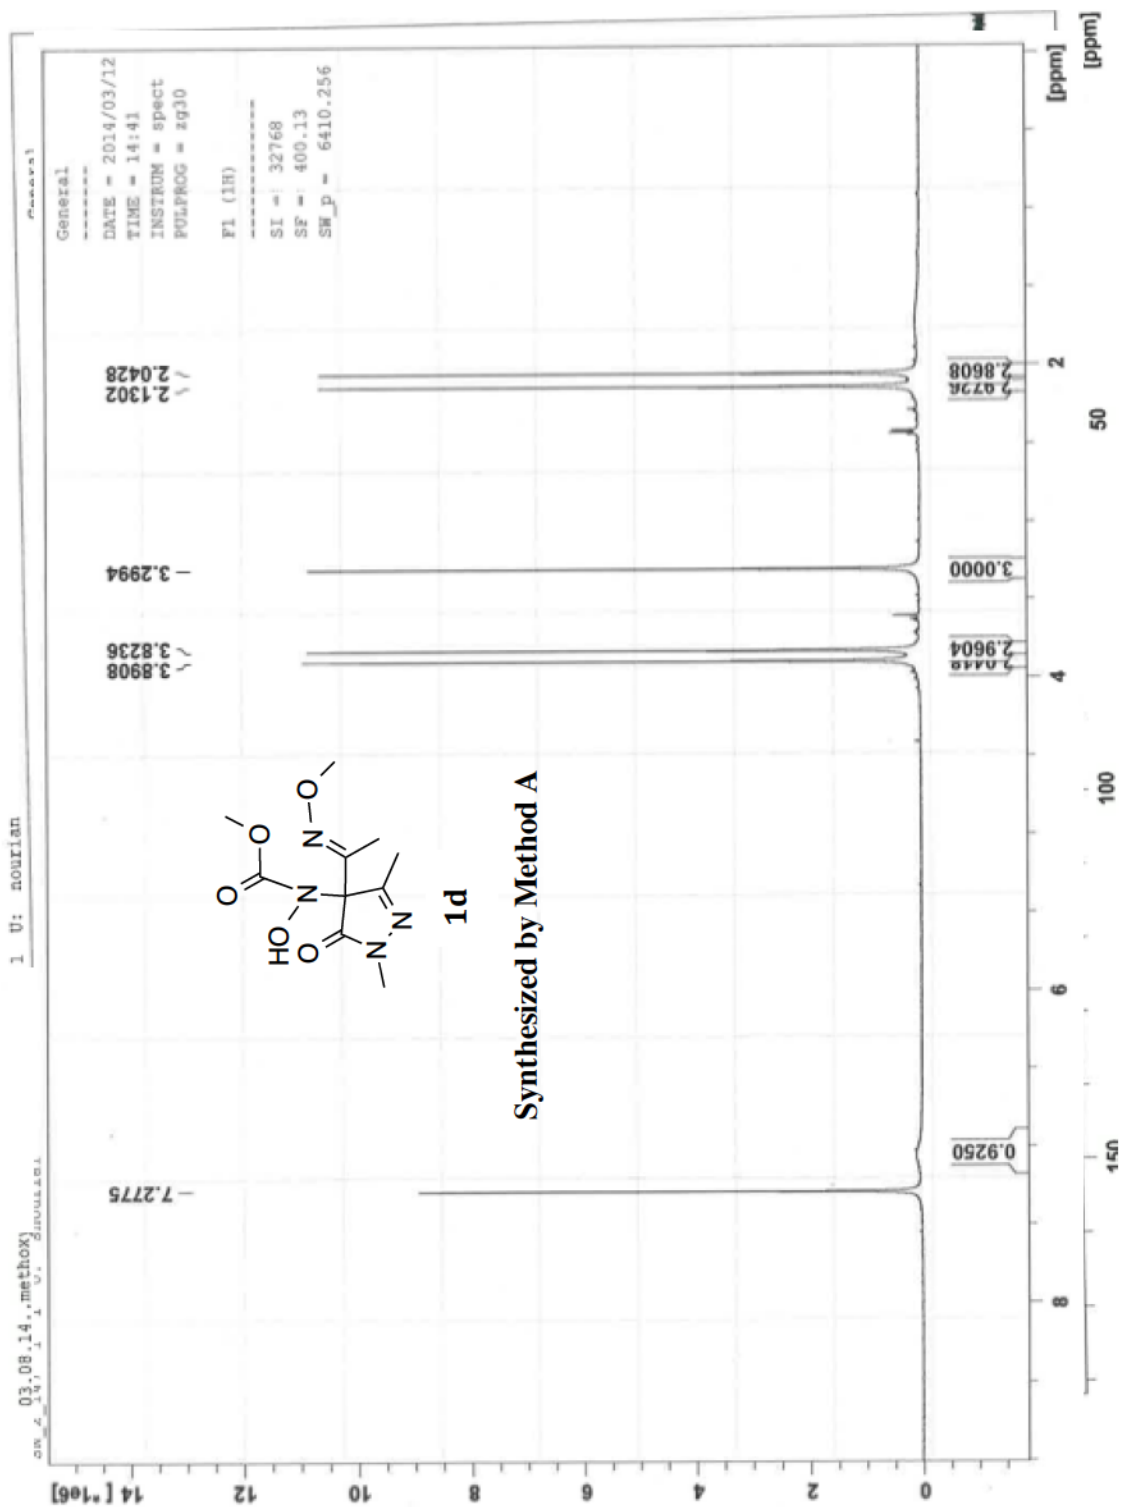 1 U: nourian
General
03.08.14..methoxy
General
-------
DATE = 2014/03/12
TIME = 14:41
INSTRUM = spect
PULPROG = zg30
F1 (1H)
-------------
SI = 32768
SF = 400.13
SW_p = 6410.256
7.2775
3.8908
3.8236
3.2994
2.1302
2.0428
O
O
HO
N
N
O
O
N
N
1d
Synthesized by Method A
14 [*1e6]
12
10
8
6
4
2
0
0.9250
2.9604
3.0000
2.8608
8
6
4
2
[ppm]
150
100
50
[ppm]